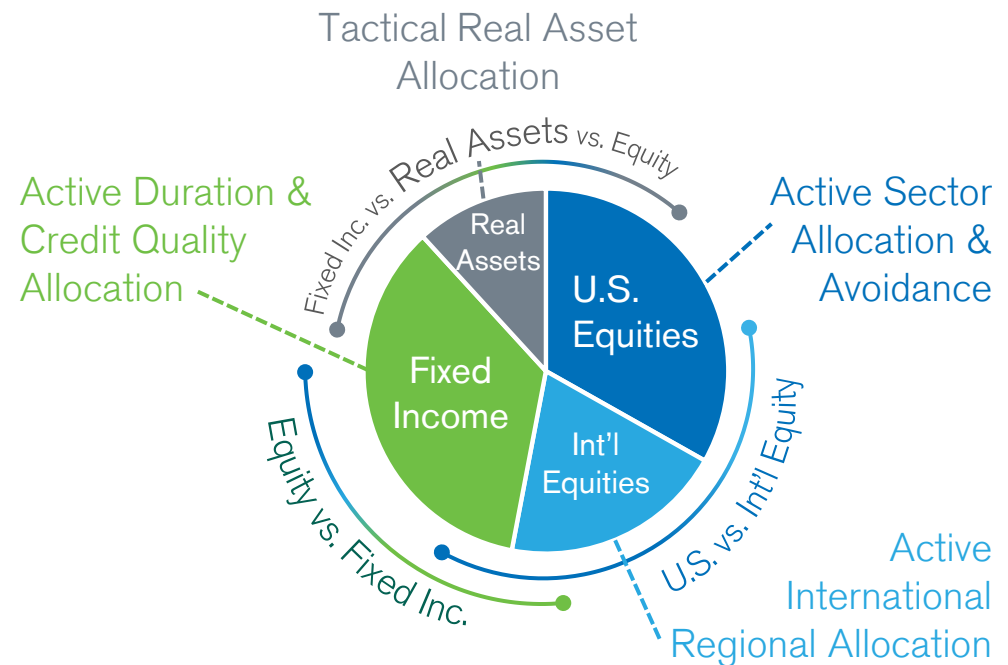 Tactical Real Asset
Allocation
Fixed Inc. vs. Real Assets vs. Equity
Active Duration &
Credit Quality
Allocation
Active Sector
Allocation &
Avoidance
Real
Assets
U.S.
Equities
Fixed
Income
Int'l
Equities
Equity vs. Fixed Inc.
U.S. vs. Int'l Equity
Active
International
Regional Allocation